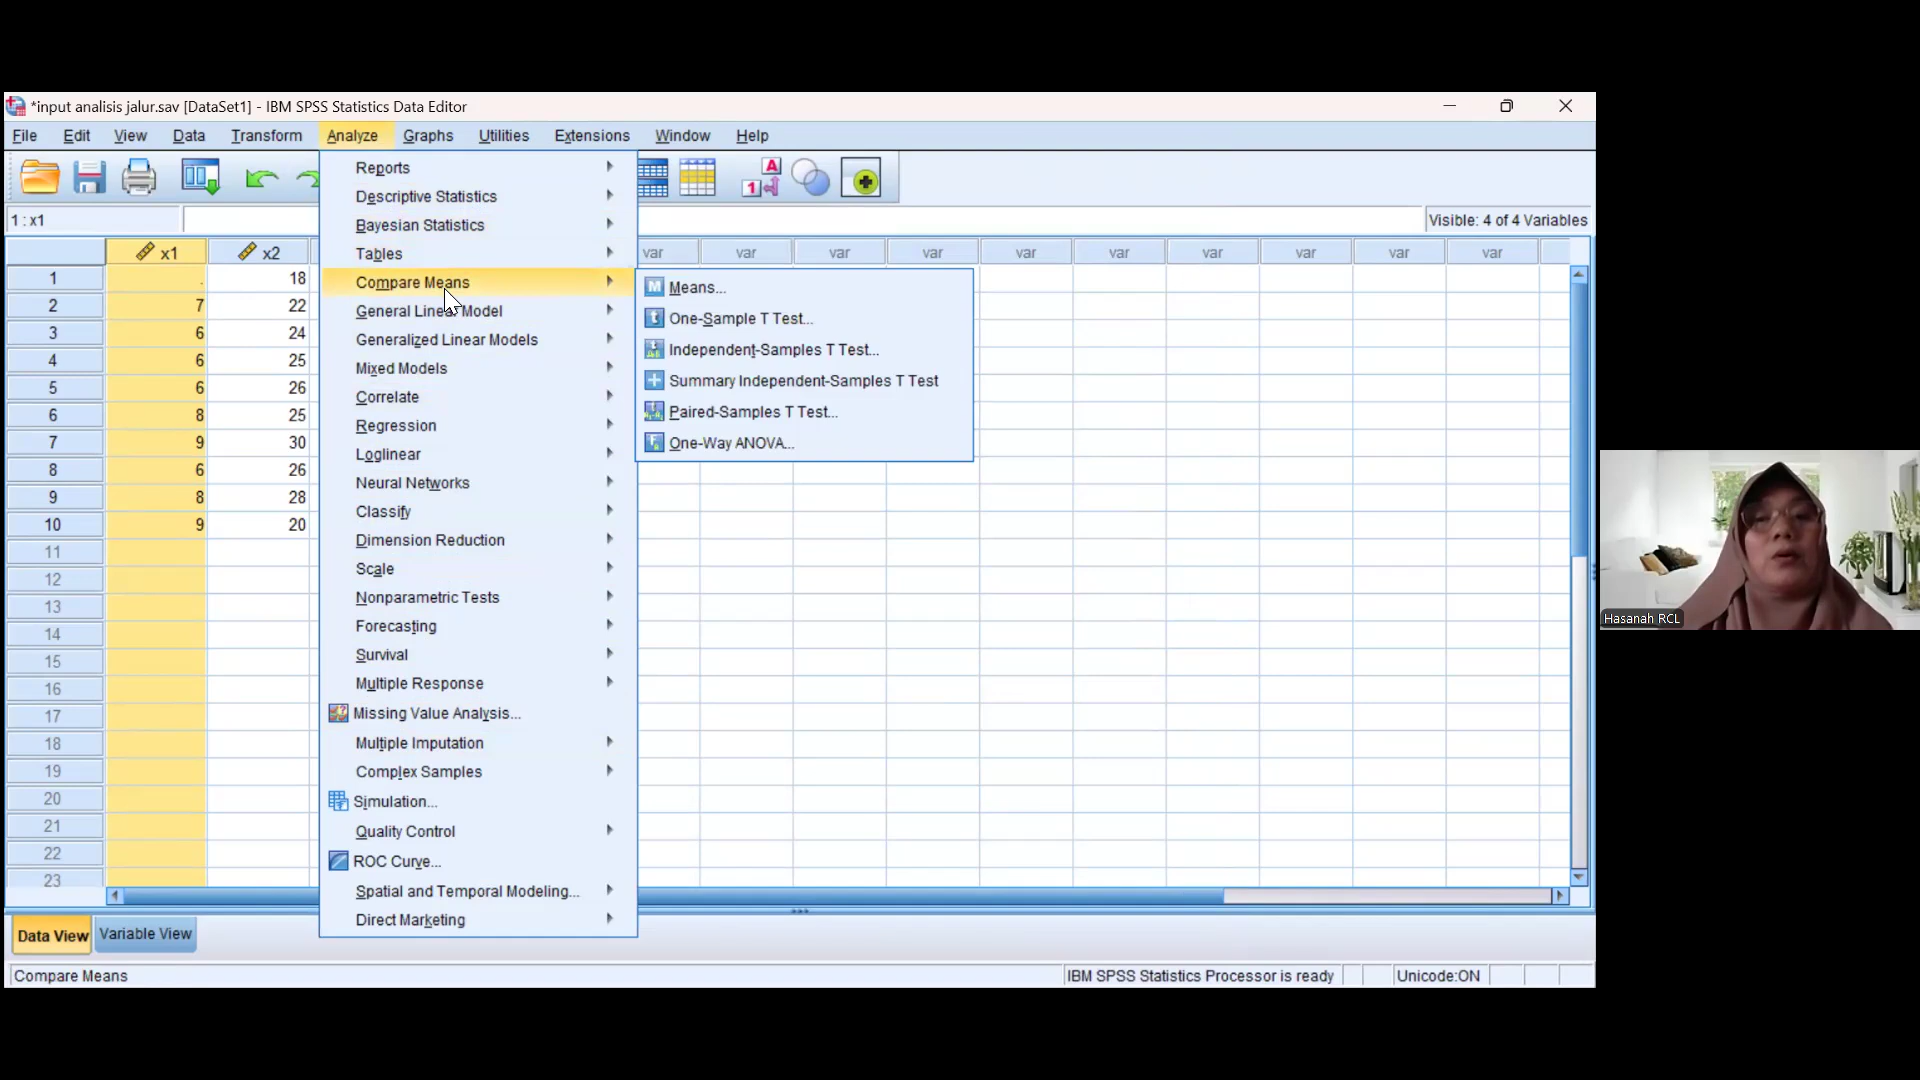 *input analisis jalur.sav [DataSet1] - IBM SPSS Statistics Data Editor
File Edit View Data Transform Analyze Graphs Utilities Extensions Window Help
1 : x1
Visible: 4 of 4 Variables
x1 x2 var var var var var var var var var var
1 . 18
2 7 22
3 6 24
4 6 25
5 6 26
6 8 25
7 9 30
8 6 26
9 8 28
10 9 20
11
12
13
14
15
16
17
18
19
20
21
22
23
Reports
Descriptive Statistics
Bayesian Statistics
Tables
Compare Means
General Linear Model
Generalized Linear Models
Mixed Models
Correlate
Regression
Loglinear
Neural Networks
Classify
Dimension Reduction
Scale
Nonparametric Tests
Forecasting
Survival
Multiple Response
Missing Value Analysis...
Multiple Imputation
Complex Samples
Simulation...
Quality Control
ROC Curve...
Spatial and Temporal Modeling...
Direct Marketing
Means...
One-Sample T Test...
Independent-Samples T Test...
Summary Independent-Samples T Test
Paired-Samples T Test...
One-Way ANOVA...
Data View Variable View
Compare Means
IBM SPSS Statistics Processor is ready
Unicode:ON
Hasanah RCL